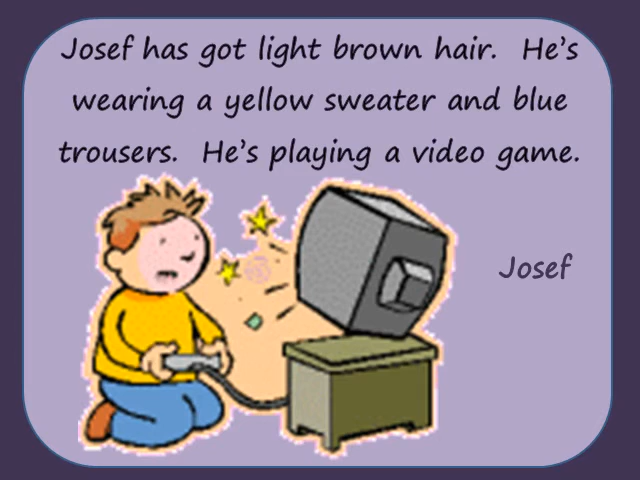 Josef has got light brown hair. He's
wearing a yellow sweater and blue
trousers. He's playing a video game.
Josef